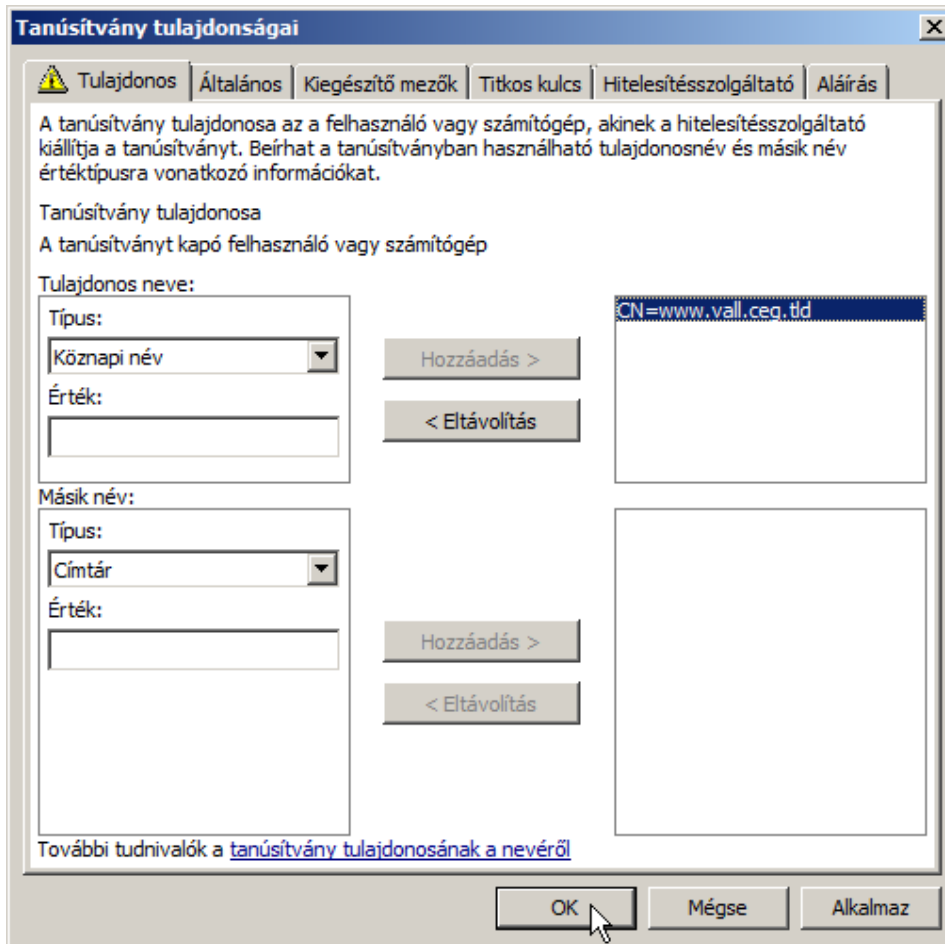 Tanúsítvány tulajdonságai
Tulajdonos
Általános
Kiegészítő mezők
Titkos kulcs
Hitelesítésszolgáltató
Aláírás
A tanúsítvány tulajdonosa az a felhasználó vagy számítógép, akinek a hitelesítésszolgáltató
kiállítja a tanúsítványt. Beírhat a tanúsítványban használható tulajdonosnév és másik név
értéktípusra vonatkozó információkat.
Tanúsítvány tulajdonosa
A tanúsítványt kapó felhasználó vagy számítógép
Tulajdonos neve:
Típus:
Köznapi név
Érték:
Hozzáadás >
< Eltávolítás
CN=www.vall.ceg.tld
Másik név:
Típus:
Címtár
Érték:
Hozzáadás >
< Eltávolítás
További tudnivalók a tanúsítvány tulajdonosának a nevéről
OK
Mégse
Alkalmaz